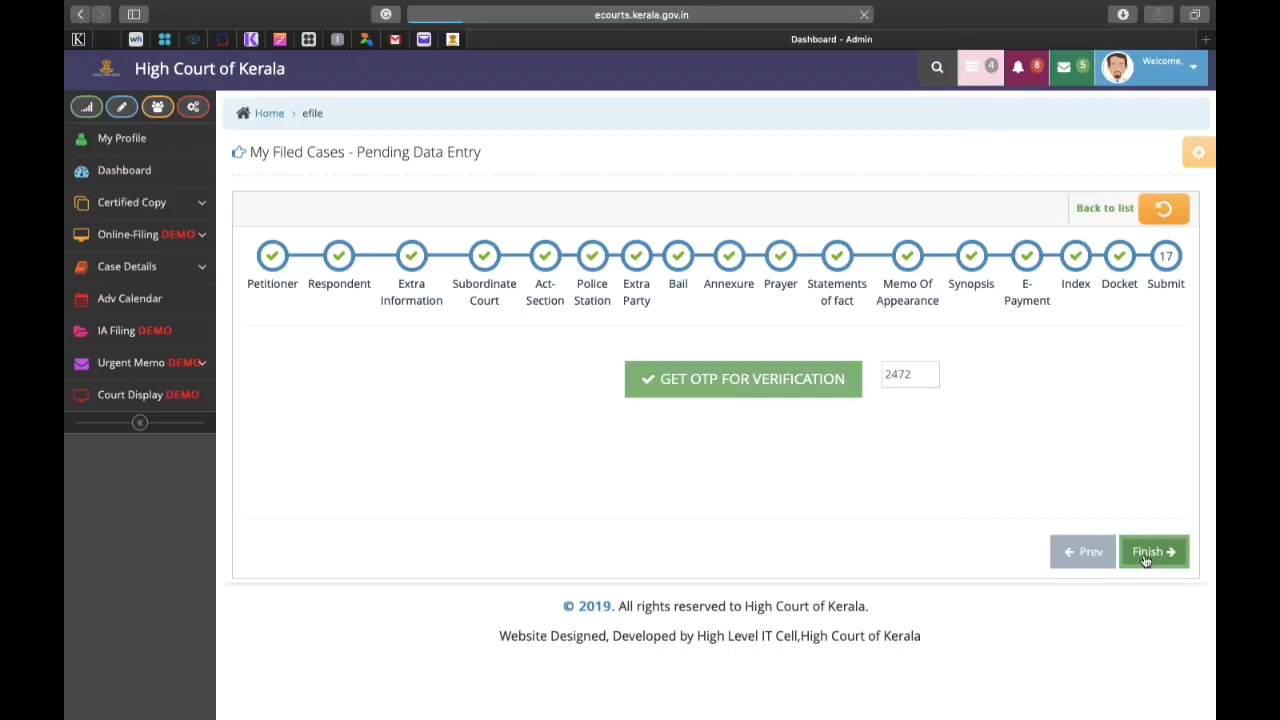 ecourts.kerala.gov.in
Dashboard - Admin
High Court of Kerala
4
8
5
Welcome,
My Profile
Dashboard
Certified Copy
Online-Filing DEMO
Case Details
Adv Calendar
IA Filing DEMO
Urgent Memo DEMO
Court Display DEMO
Home > efile
My Filed Cases - Pending Data Entry
Back to list
17
Petitioner
Respondent
Extra
Information
Subordinate
Court
Act-
Section
Police
Station
Extra
Party
Bail
Annexure
Prayer
Statements
of fact
Memo Of
Appearance
Synopsis
E-
Payment
Index
Docket
Submit
GET OTP FOR VERIFICATION
2472
Prev
Finish
© 2019. All rights reserved to High Court of Kerala.
Website Designed, Developed by High Level IT Cell,High Court of Kerala